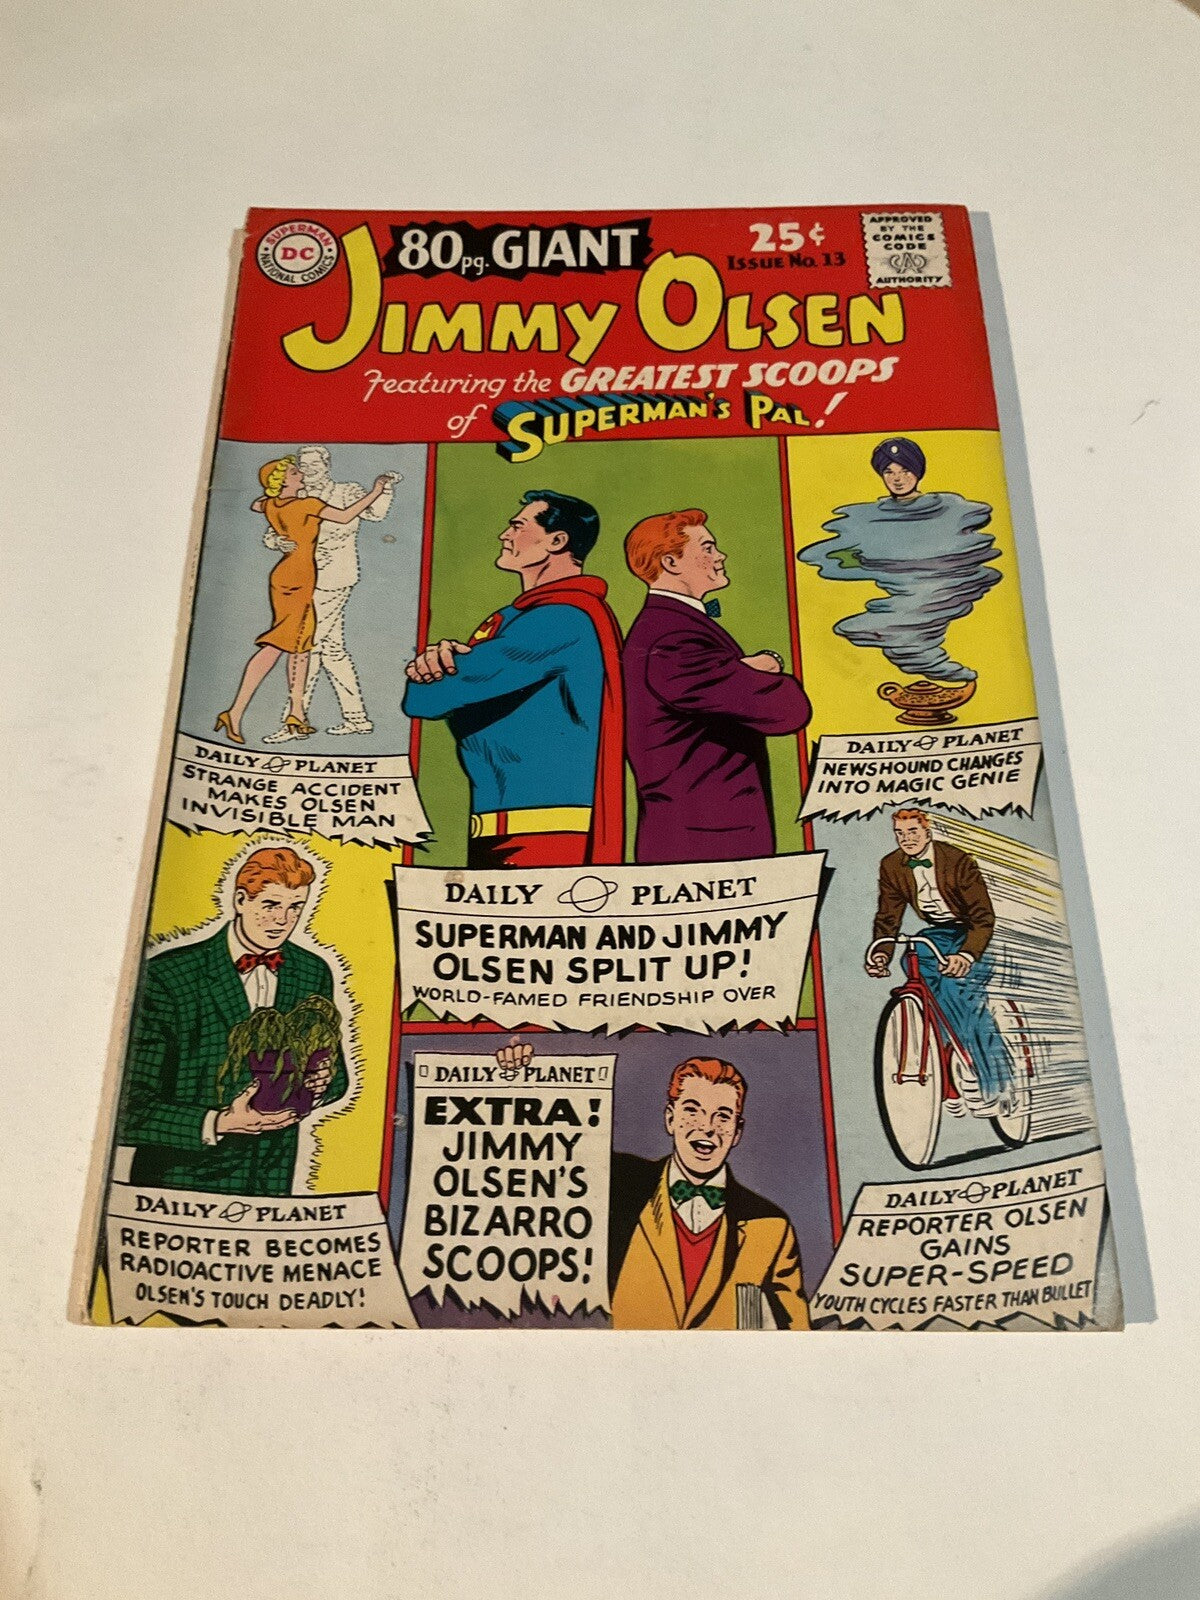 SUPERMAN
DC
NATIONAL COMICS
80pg. GIANT
25¢
ISSUE No. 13
APPROVED
BY THE
COMICS
CODE
CA
AUTHORITY
JIMMY OLSEN
Featuring the GREATEST SCOOPS
of SUPERMAN'S PAL!
DAILY PLANET
STRANGE ACCIDENT
MAKES OLSEN
INVISIBLE MAN
DAILY PLANET
NEWSHOUND CHANGES
INTO MAGIC GENIE
DAILY PLANET
SUPERMAN AND JIMMY
OLSEN SPLIT UP!
WORLD-FAMED FRIENDSHIP OVER
DAILY PLANET
REPORTER BECOMES
RADIOACTIVE MENACE
OLSEN'S TOUCH DEADLY!
DAILY PLANET
EXTRA!
JIMMY
OLSEN'S
BIZARRO
SCOOPS!
DAILY PLANET
REPORTER OLSEN
GAINS
SUPER-SPEED
YOUTH CYCLES FASTER THAN BULLET